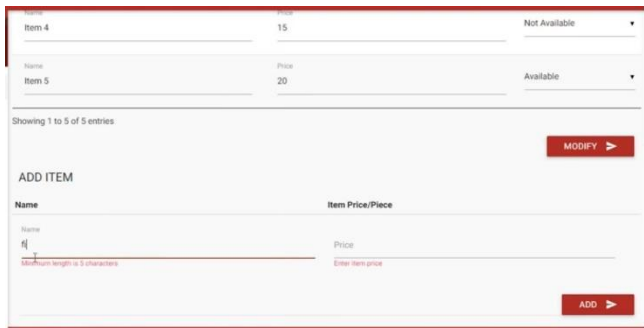 Name Price
Item 4 15 Not Available
Name Price
Item 5 20 Available
Showing 1 to 5 of 5 entries
MODIFY
ADD ITEM
Name Item Price/Piece
Name
fi Price
Minimum length is 5 characters Enter item price
ADD